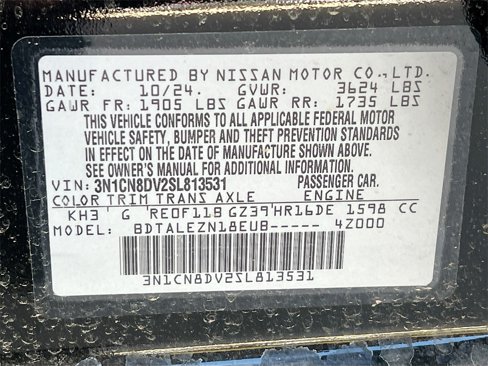 MANUFACTURED BY NISSAN MOTOR CO., LTD.
DATE: 10/24. GVWR: 3624 LBS
GAWR FR: 1905 LBS GAWR RR: 1735 LBS
THIS VEHICLE CONFORMS TO ALL APPLICABLE FEDERAL MOTOR
VEHICLE SAFETY, BUMPER AND THEFT PREVENTION STANDARDS
IN EFFECT ON THE DATE OF MANUFACTURE SHOWN ABOVE.
SEE OWNER'S MANUAL FOR ADDITIONAL INFORMATION.
VIN: 3N1CN8DV2SL813531 PASSENGER CAR.
COLOR TRIM TRANS AXLE ENGINE
KH3 G RE0F11B GZ39 HR16DE 1598 CC
MODEL: BDTALEZN18EUB----- 4Z000
3N1CN8DV2SL813531